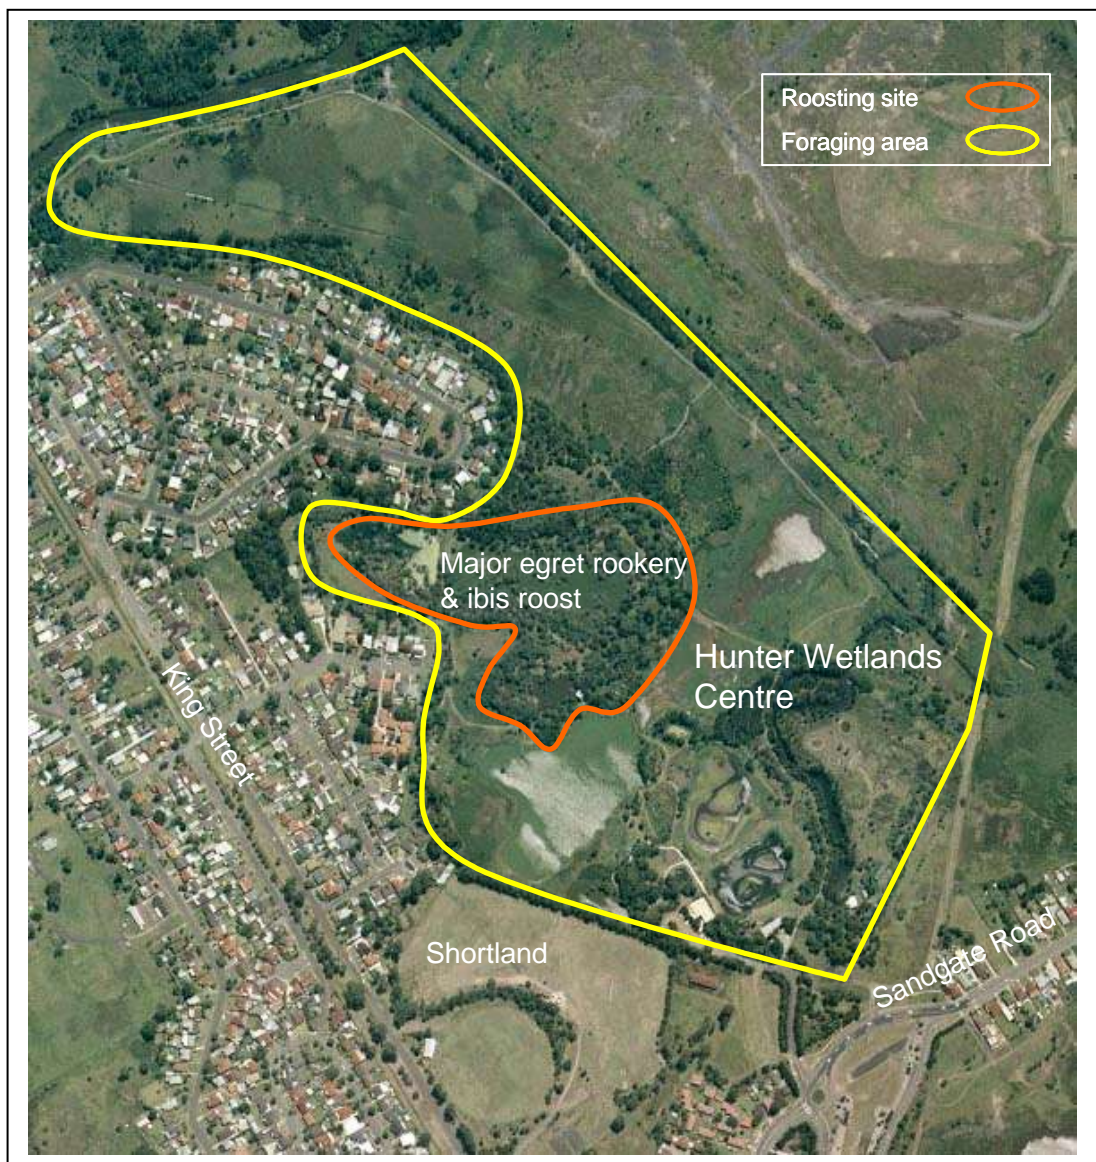 Roosting site
Foraging area
Major egret rookery
& ibis roost
Hunter Wetlands
Centre
King Street
Shortland
Sandgate Road